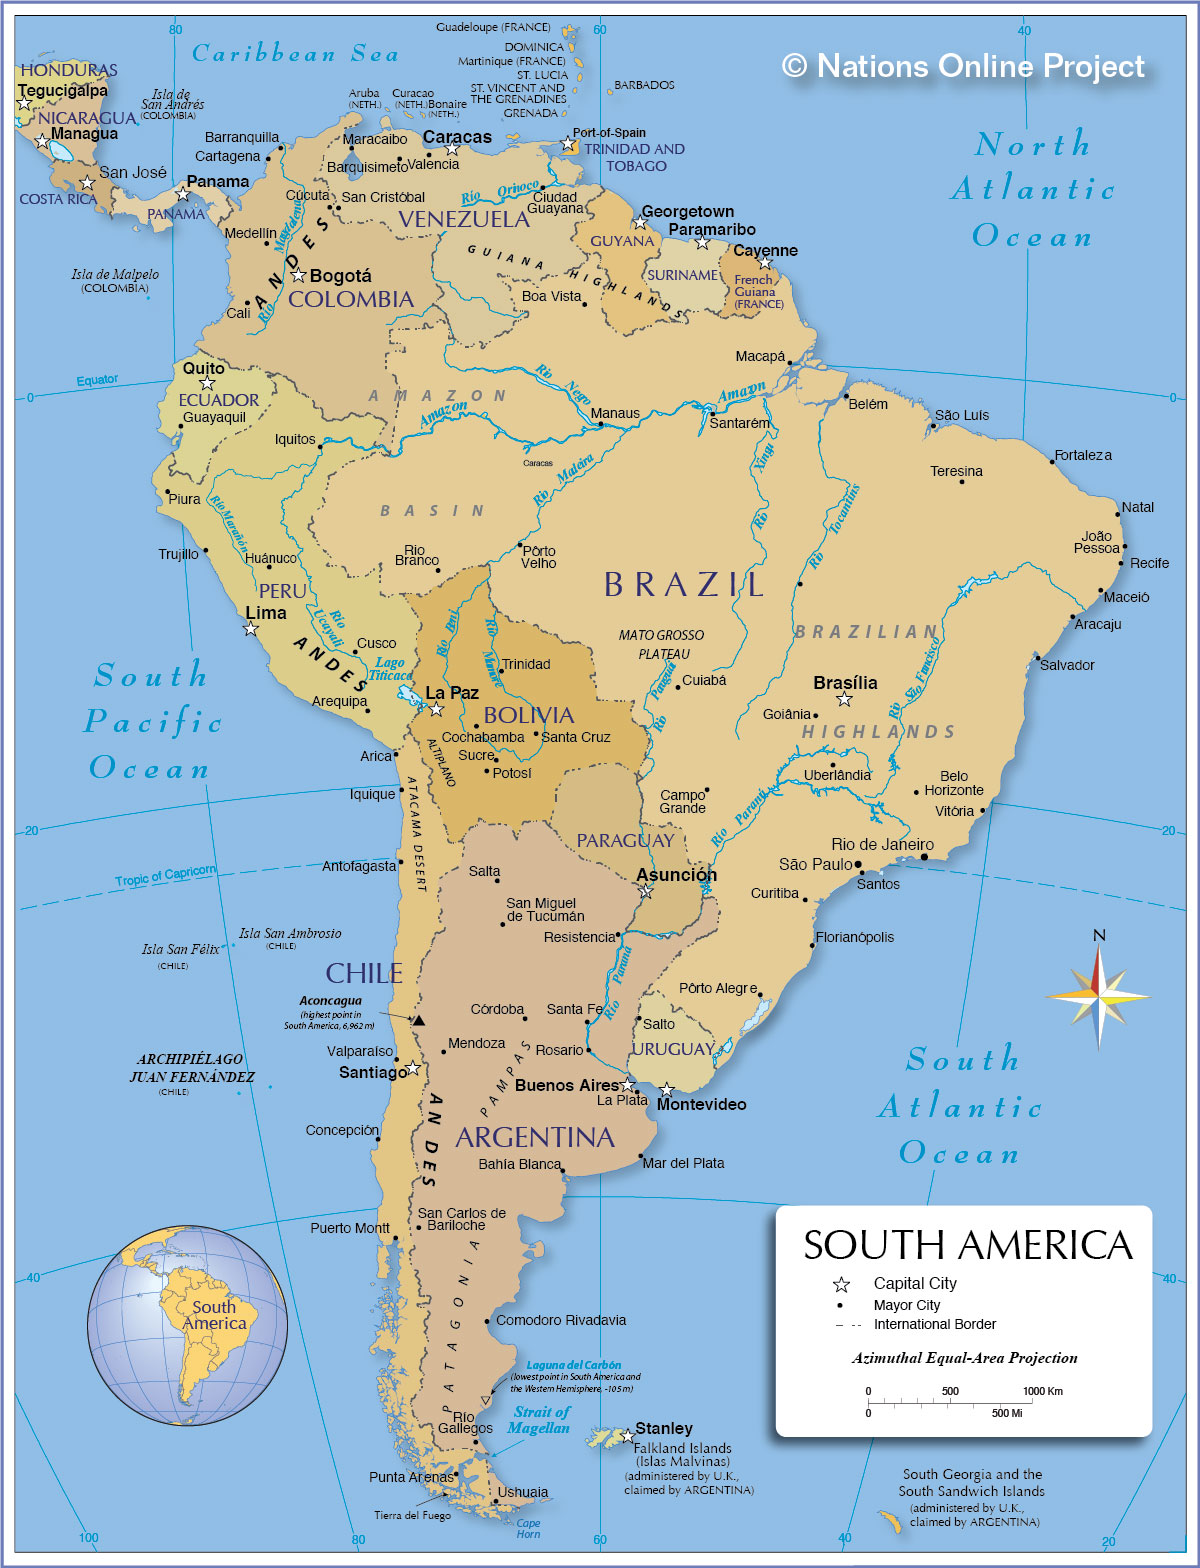 80
60
40
Caribbean Sea
Guadeloupe (FRANCE)
DOMINICA
Martinique (FRANCE)
ST. LUCIA
ST. VINCENT AND
THE GRENADINES
GRENADA
BARBADOS
© Nations Online Project
HONDURAS
Tegucigalpa
NICARAGUA
Managua
Isla de
San Andrés
(COLOMBIA)
Aruba
(NETH.)
Curacao
(NETH.)
Bonaire
(NETH.)
COSTA RICA
San José
Panama
PANAMA
Barranquilla
Cartagena
Maracaibo
Caracas
Barquisimeto
Valencia
Port-of-Spain
TRINIDAD AND
TOBAGO
North
Atlantic
Ocean
Cúcuta
San Cristóbal
Río Orinoco
Ciudad
Guayana
VENEZUELA
Georgetown
Paramaribo
Cayenne
GUYANA
SURINAME
French
Guiana
(FRANCE)
Medellín
Río Magdalena
ANDES
Bogotá
COLOMBIA
Cali
GUIANA HIGHLANDS
Boa Vista
Isla de Malpelo
(COLOMBIA)
Macapá
Equator
0
0
Quito
ECUADOR
Guayaquil
AMAZON
BASIN
Rio Nego
Amazon
Amazon
Manaus
Santarém
Belém
São Luís
Iquitos
Caracas
Rio Madeira
Rio Xingu
Rio Tocantins
Teresina
Fortaleza
Natal
João
Pessoa
Recife
Maceió
Aracaju
Salvador
Piura
Río Marañón
Trujillo
Huánuco
Rio
Branco
Pôrto
Velho
PERU
Lima
Río Ucayali
ANDES
Cusco
Lago
Titicaca
Arequipa
BRAZIL
BRAZILIAN
HIGHLANDS
MATO GROSSO
PLATEAU
Rio São Francisco
Cuiabá
Brasília
Goiânia
Trinidad
La Paz
BOLIVIA
Cochabamba
Santa Cruz
Sucre
Potosí
ALTIPLANO
South
Pacific
Ocean
Arica
Iquique
ATACAMA DESERT
Antofagasta
20
20
Tropic of Capricorn
Uberlândia
Belo
Horizonte
Vitória
Campo
Grande
Rio Paraná
PARAGUAY
Asunción
Rio de Janeiro
São Paulo
Santos
Curitiba
Florianópolis
Salta
San Miguel
de Tucumán
Resistencia
Río Paraná
Isla San Félix
(CHILE)
Isla San Ambrosio
(CHILE)
CHILE
Aconcagua
(highest point in
South America, 6,962 m)
Córdoba
Santa Fe
Pôrto Alegre
Salto
URUGUAY
N
Valparaíso
Santiago
Mendoza
Rosario
PAMPAS
ARCHIPIÉLAGO
JUAN FERNÁNDEZ
(CHILE)
Buenos Aires
La Plata
Montevideo
South
Atlantic
Ocean
Concepción
ANDES
ARGENTINA
Bahía Blanca
Mar del Plata
San Carlos de
Bariloche
Puerto Montt
PATAGONIA
40
40
Comodoro Rivadavia
Laguna del Carbón
(lowest point in South America and
the Western Hemisphere, -105 m)
Río
Gallegos
Strait of
Magellan
Stanley
Falkland Islands
(Islas Malvinas)
(administered by U.K.,
claimed by ARGENTINA)
Punta Arenas
Tierra del Fuego
Ushuaia
Cape
Horn
South
America
SOUTH AMERICA
Capital City
Mayor City
International Border
Azimuthal Equal-Area Projection
0 500 1000 Km
0 500 Mi
South Georgia and the
South Sandwich Islands
(administered by U.K.,
claimed by ARGENTINA)
100
80
60
40
20